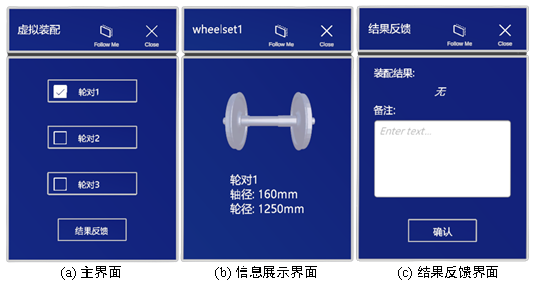 虚拟装配
Follow Me
Close
轮对1
轮对2
轮对3
结果反馈
(a) 主界面
wheelset1
Follow Me
Close
轮对1
轴径: 160mm
轮径: 1250mm
(b) 信息展示界面
结果反馈
Follow Me
Close
装配结果:
无
备注:
Enter text...
确认
(c) 结果反馈界面